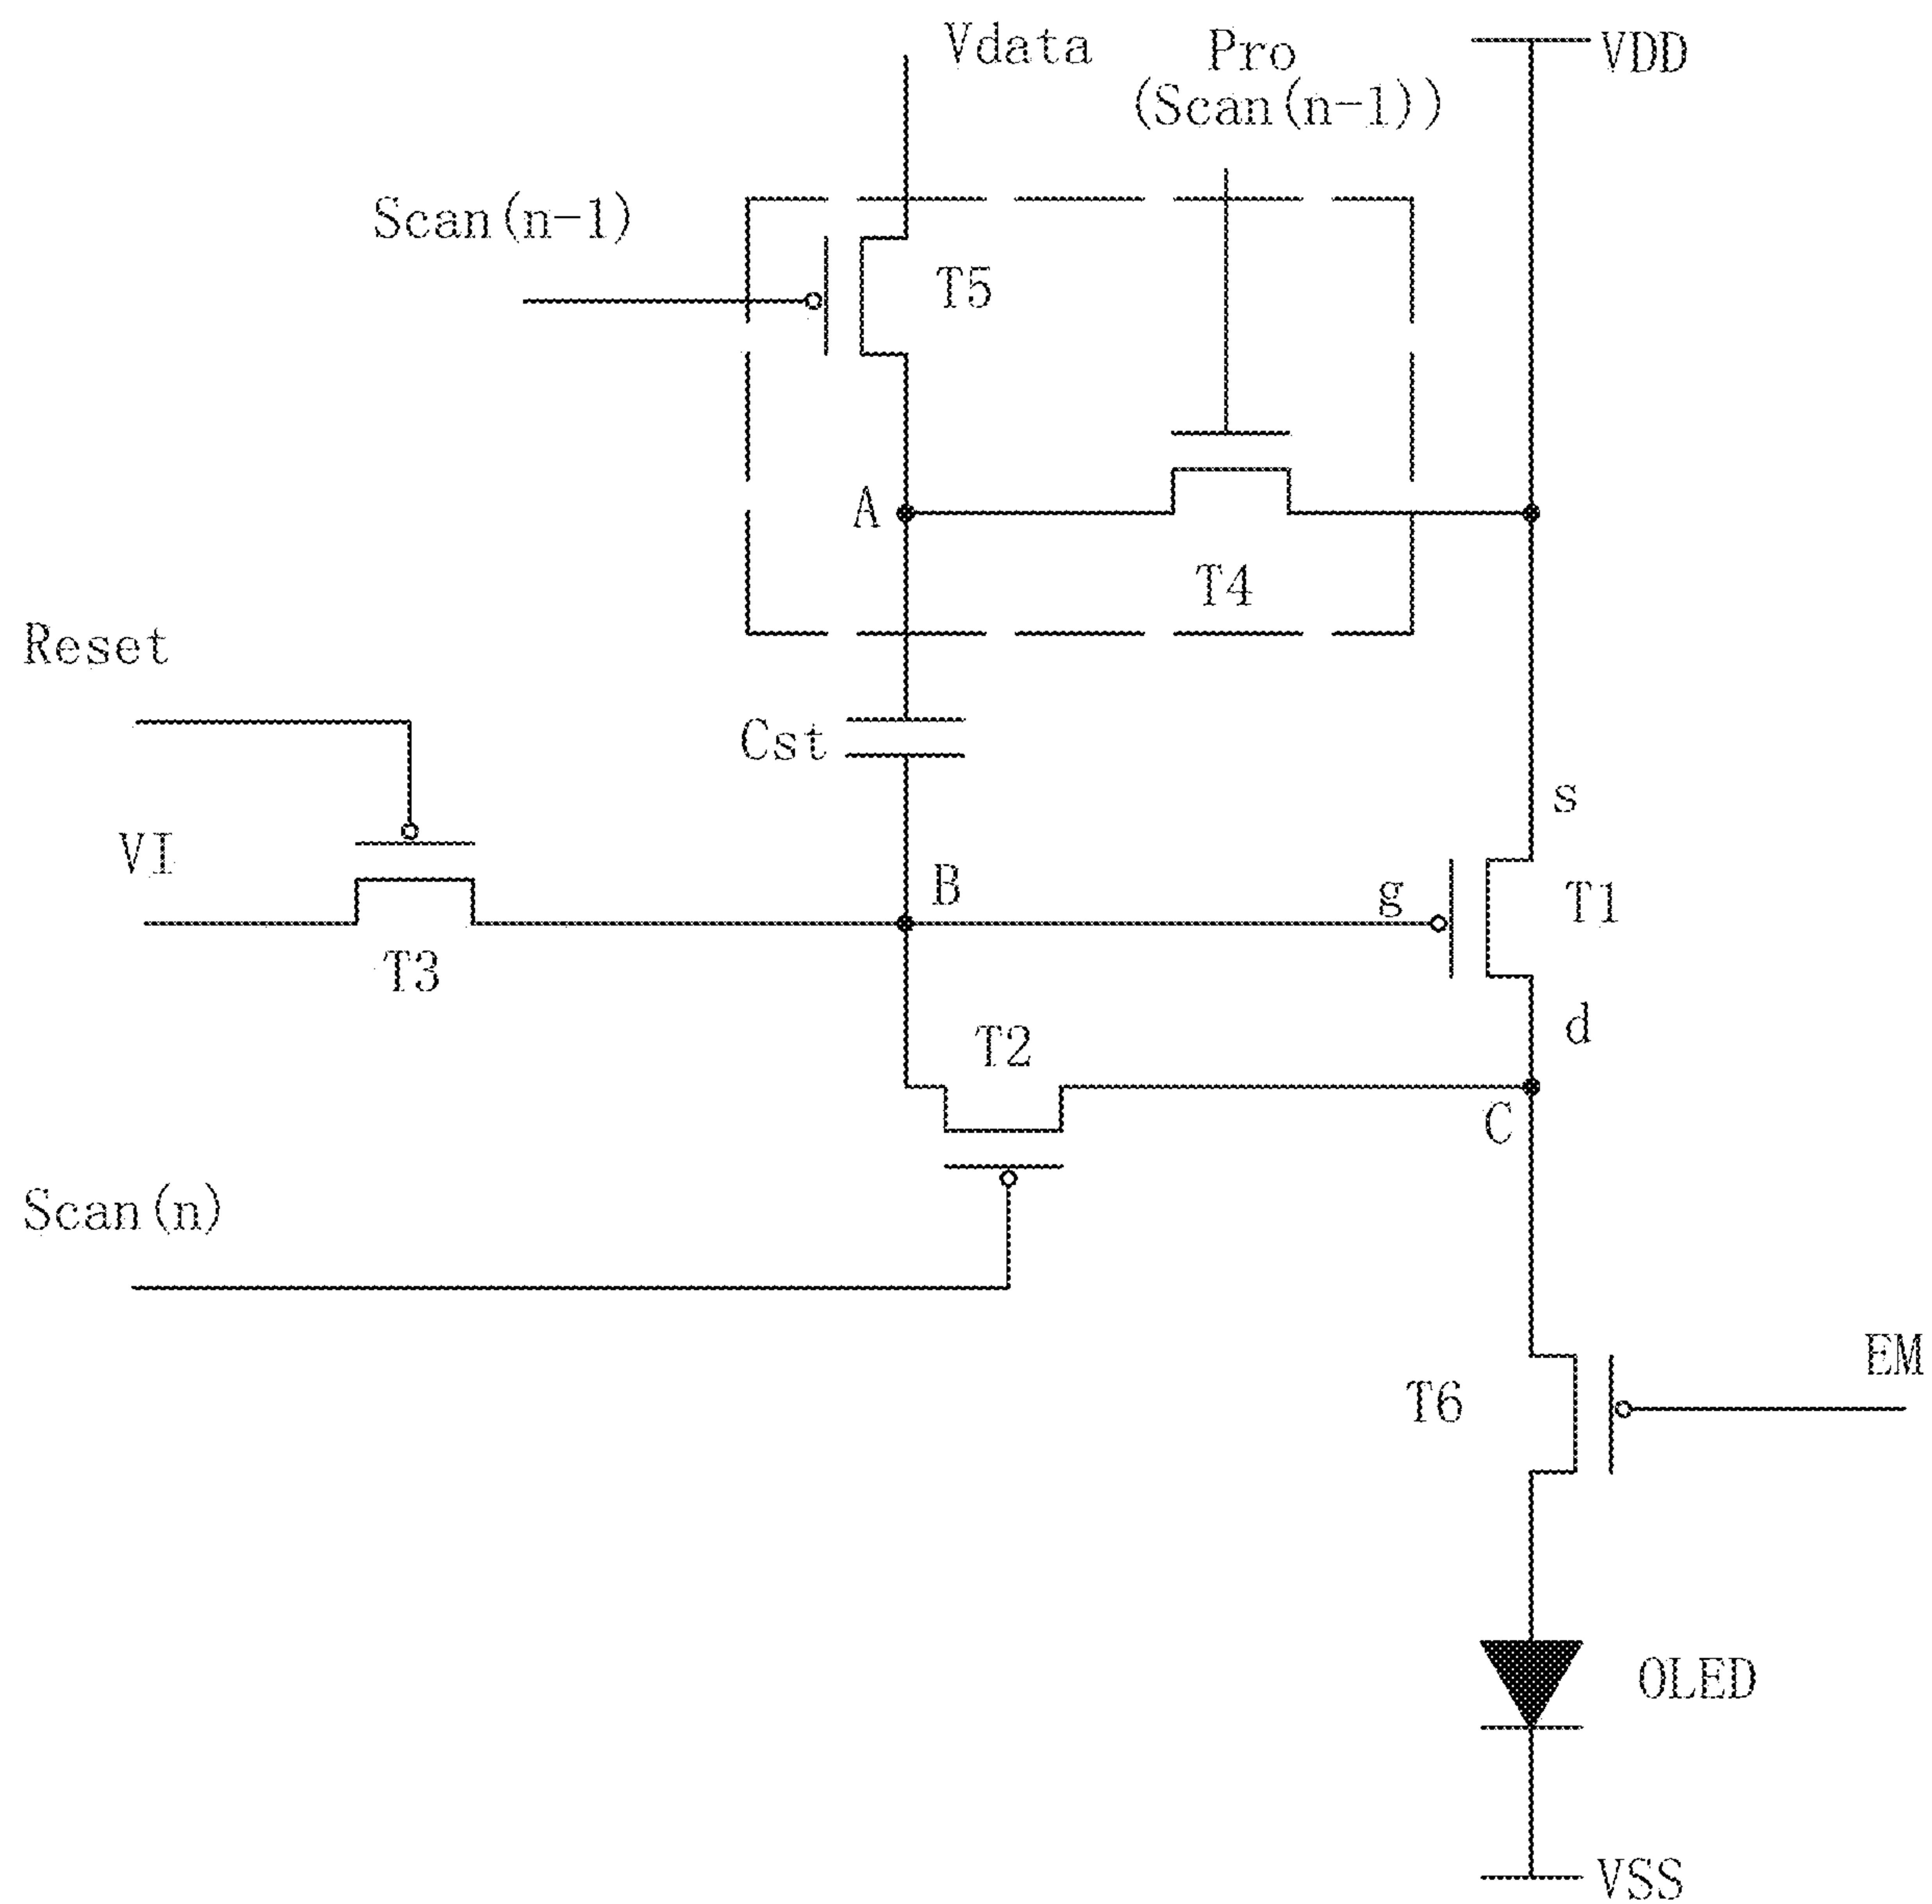 Vdata
Pro
(Scan(n-1))
VDD
Scan(n-1)
T5
A
T4
Reset
Cst
s
VI
B
g
T1
T3
d
T2
C
Scan(n)
EM
T6
OLED
VSS